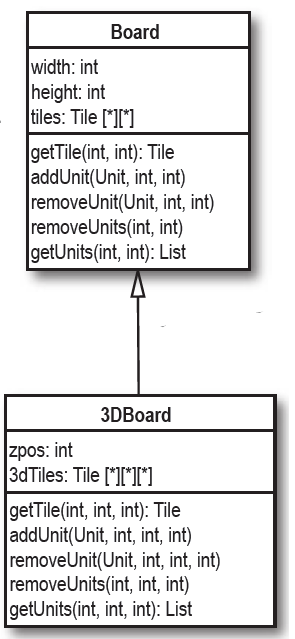 Board
width: int
height: int
tiles: Tile [*][*]
getTile(int, int): Tile
addUnit(Unit, int, int)
removeUnit(Unit, int, int)
removeUnits(int, int)
getUnits(int, int): List
3DBoard
zpos: int
3dTiles: Tile [*][*][*]
getTile(int, int, int): Tile
addUnit(Unit, int, int, int)
removeUnit(Unit, int, int, int)
removeUnits(int, int, int)
getUnits(int, int, int): List